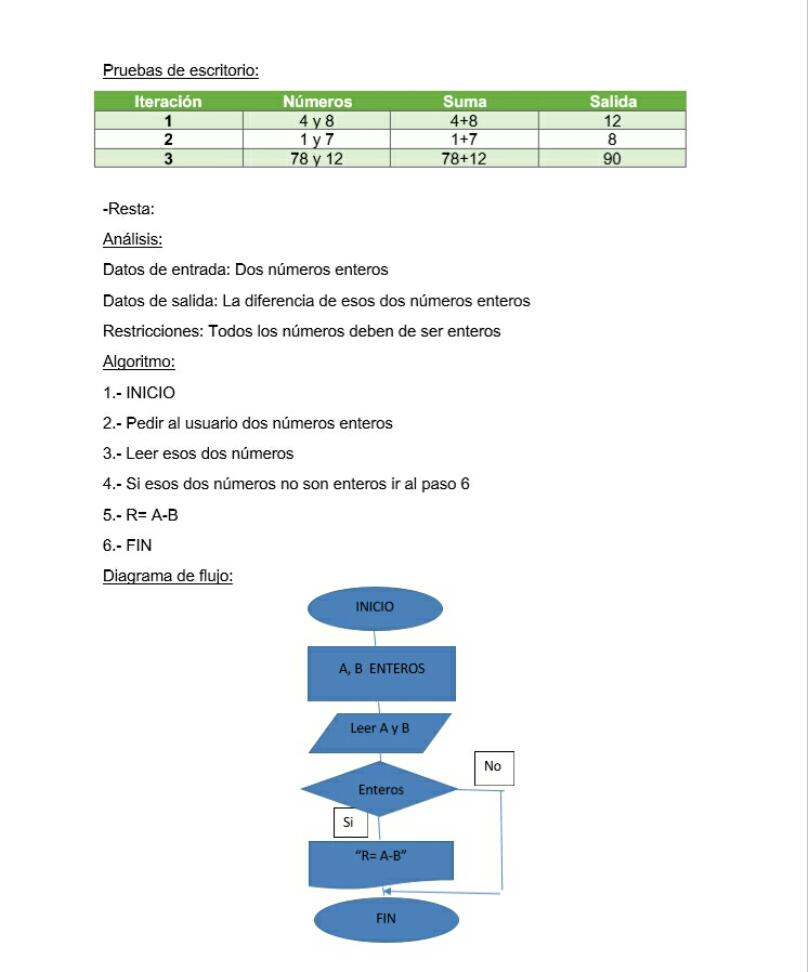 Pruebas de escritorio:
Iteración Números Suma Salida
1 4 y 8 4+8 12
2 1 y 7 1+7 8
3 78 y 12 78+12 90
-Resta:
Análisis:
Datos de entrada: Dos números enteros
Datos de salida: La diferencia de esos dos números enteros
Restricciones: Todos los números deben de ser enteros
Algoritmo:
1.- INICIO
2.- Pedir al usuario dos números enteros
3.- Leer esos dos números
4.- Si esos dos números no son enteros ir al paso 6
5.- R= A-B
6.- FIN
Diagrama de flujo:
INICIO
A, B ENTEROS
Leer A y B
No
Enteros
Si
“R= A-B”
FIN